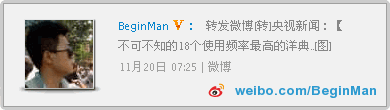 BeginMan V： 转发微博[转]央视新闻：【
不可不知的18个使用频率最高的洋典..[图]
11月20日 07:25 | 微博
weibo.com/BeginMan